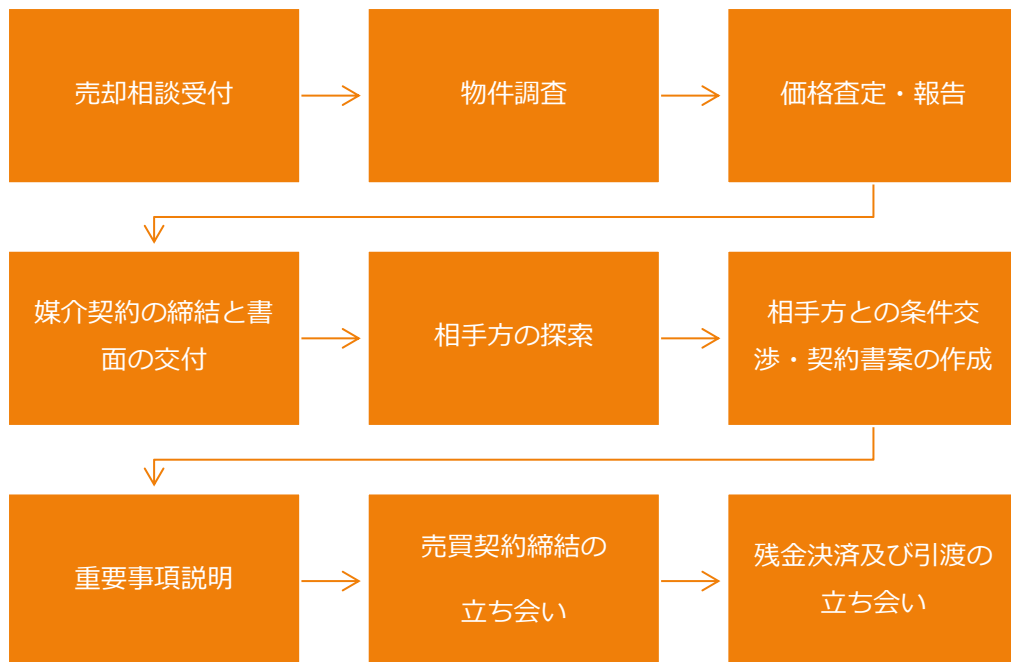 売却相談受付
物件調査
価格査定・報告
媒介契約の締結と書
面の交付
相手方の探索
相手方との条件交
渉・契約書案の作成
重要事項説明
売買契約締結の
立ち会い
残金決済及び引渡の
立ち会い